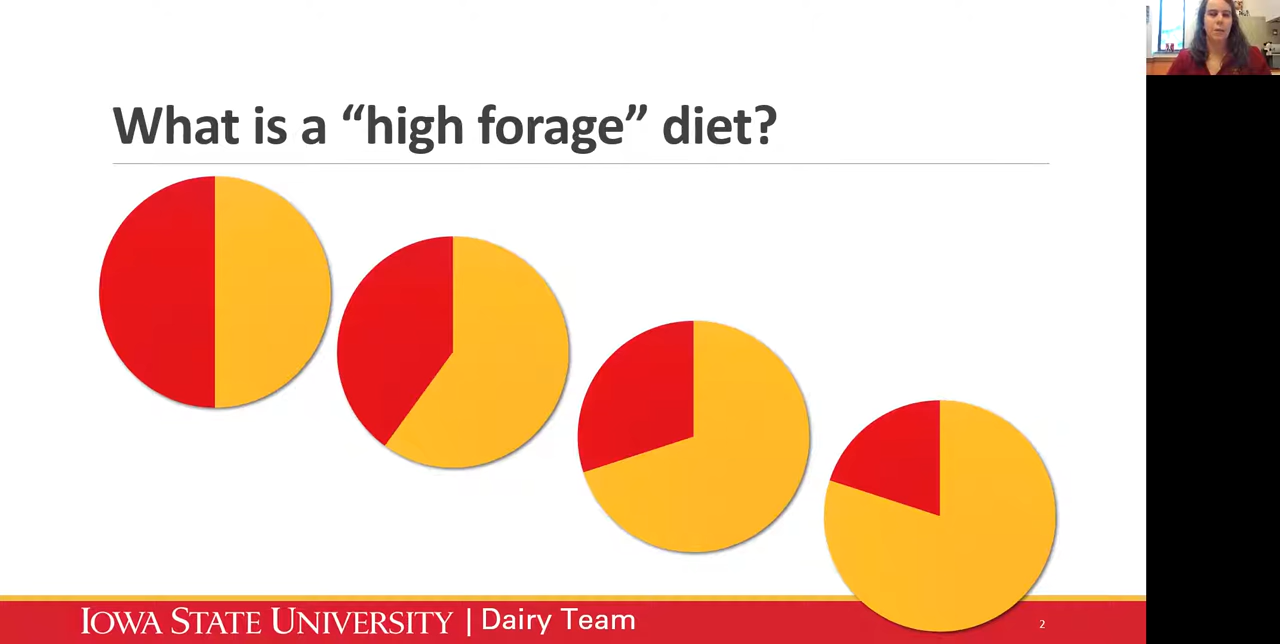 What is a “high forage” diet?
IOWA STATE UNIVERSITY | Dairy Team
2